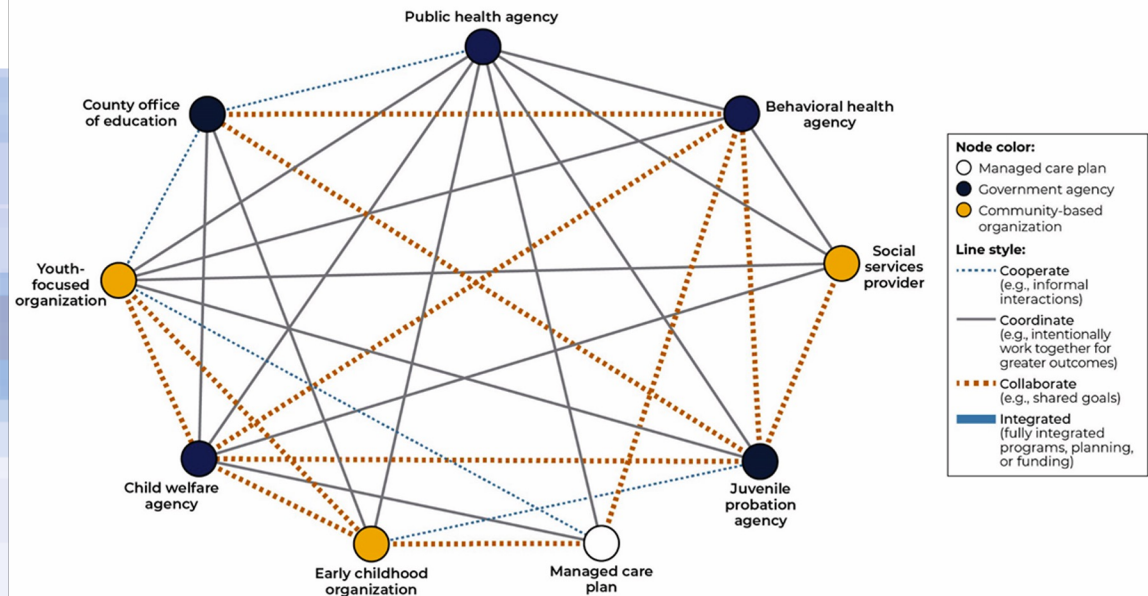 Public health agency
County office
of education
Behavioral health
agency
Youth-
focused
organization
Social
services
provider
Child welfare
agency
Early childhood
organization
Managed care
plan
Juvenile
probation
agency
Node color:
Managed care plan
Government agency
Community-based
organization
Line style:
Cooperate
(e.g., informal
interactions)
Coordinate
(e.g., intentionally
work together for
greater outcomes)
Collaborate
(e.g., shared goals)
Integrated
(fully integrated
programs, planning,
or funding)